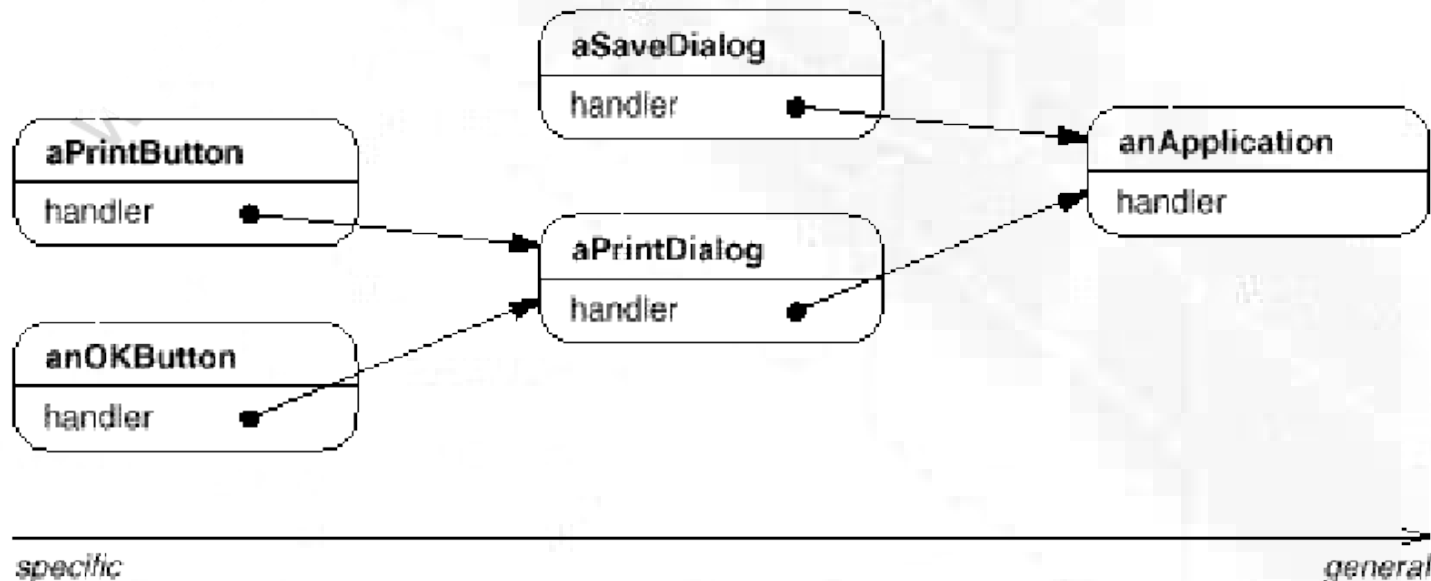 aSaveDialog
handler
aPrintButton
handler
anApplication
handler
aPrintDialog
handler
anOKButton
handler
specific
general